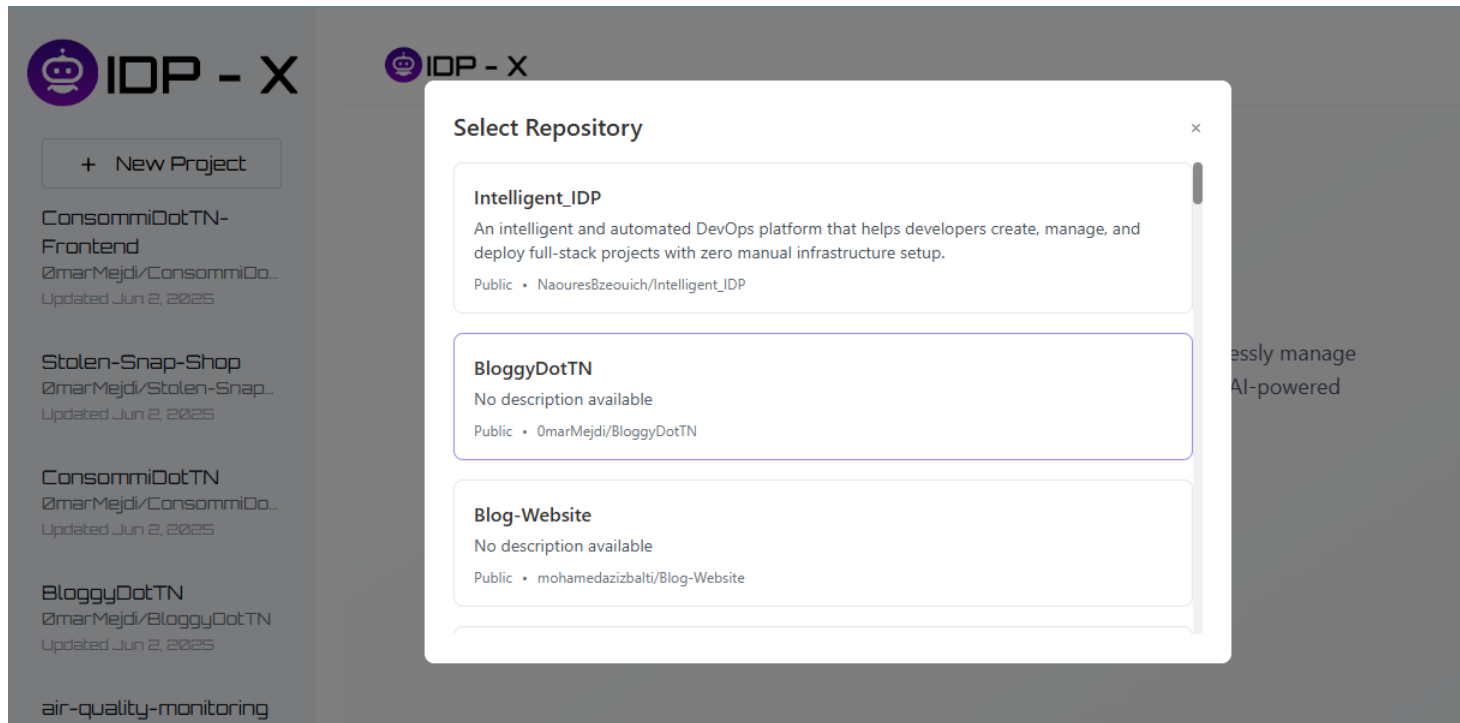 IDP - X
+ New Project
ConsommiDotTN-
Frontend
0marMejdi/ConsommiDo...
Updated Jun 2, 2025
Stolen-Snap-Shop
0marMejdi/Stolen-Snap...
Updated Jun 2, 2025
ConsommiDotTN
0marMejdi/ConsommiDo...
Updated Jun 2, 2025
BloggyDotTN
0marMejdi/BloggyDotTN
Updated Jun 2, 2025
air-quality-monitoring
IDP - X
Select Repository
×
Intelligent_IDP
An intelligent and automated DevOps platform that helps developers create, manage, and
deploy full-stack projects with zero manual infrastructure setup.
Public • NaouresBzeouich/Intelligent_IDP
BloggyDotTN
No description available
Public • 0marMejdi/BloggyDotTN
Blog-Website
No description available
Public • mohamedazizbalti/Blog-Website
essly manage
AI-powered